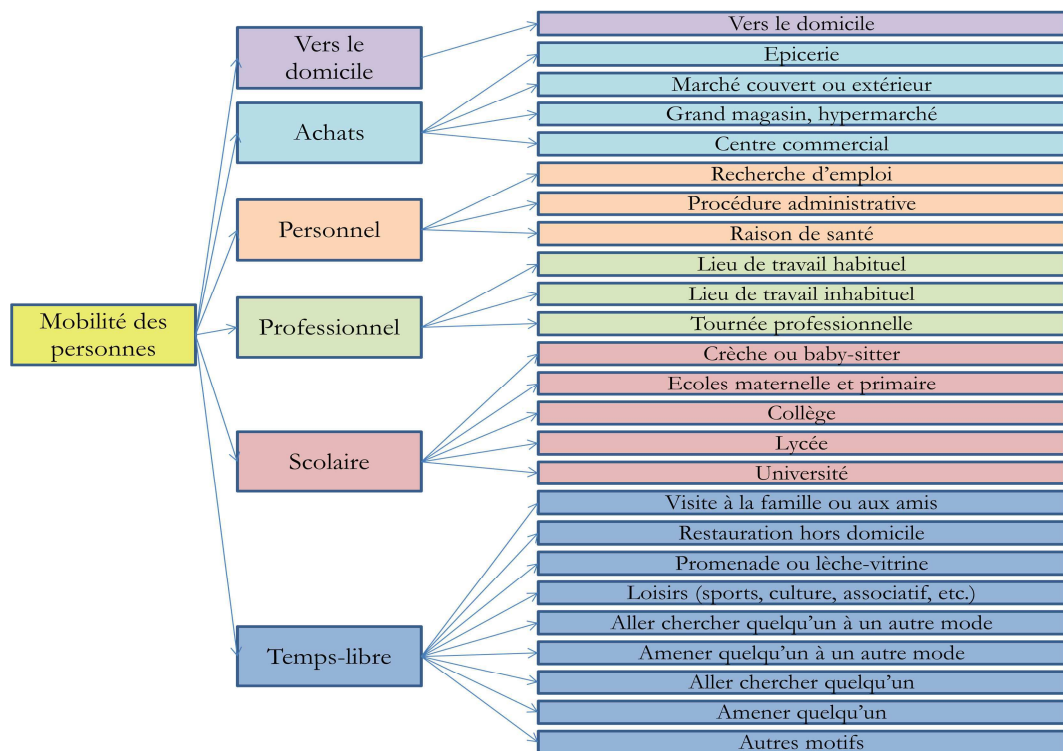 Mobilité des
personnes
Vers le
domicile
Achats
Personnel
Professionnel
Scolaire
Temps-libre
Vers le domicile
Epicerie
Marché couvert ou extérieur
Grand magasin, hypermarché
Centre commercial
Recherche d'emploi
Procédure administrative
Raison de santé
Lieu de travail habituel
Lieu de travail inhabituel
Tournée professionnelle
Crèche ou baby-sitter
Ecoles maternelle et primaire
Collège
Lycée
Université
Visite à la famille ou aux amis
Restauration hors domicile
Promenade ou lèche-vitrine
Loisirs (sports, culture, associatif, etc.)
Aller chercher quelqu'un à un autre mode
Amener quelqu'un à un autre mode
Aller chercher quelqu'un
Amener quelqu'un
Autres motifs